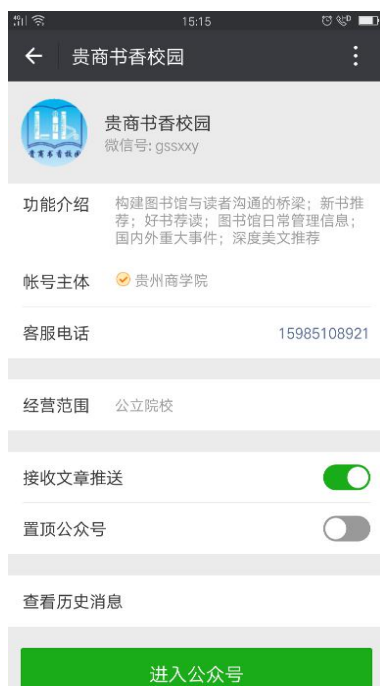 15:15
贵商书香校园
贵商书香校园
微信号: gssxxy
功能介绍 构建图书馆与读者沟通的桥梁；新书推
荐；好书荐读；图书馆日常管理信息；
国内外重大事件；深度美文推荐
帐号主体 贵州商学院
客服电话 15985108921
经营范围 公立院校
接收文章推送
置顶公众号
查看历史消息
进入公众号